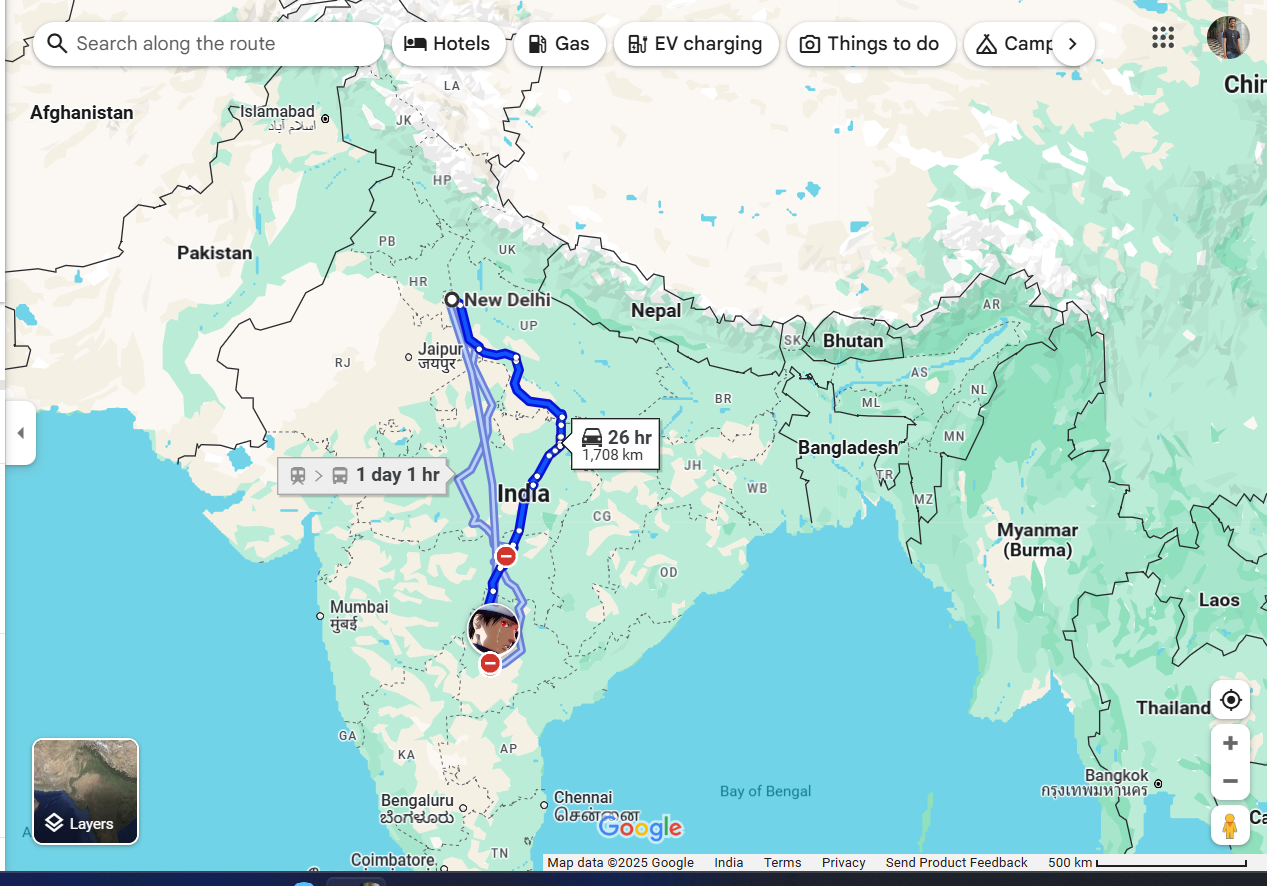 Search along the route
Hotels
Gas
EV charging
Things to do
Camp
Chin
LA
Afghanistan
Islamabad
اسلام آباد
JK
HP
PB
UK
Pakistan
HR
New Delhi
AR
Nepal
UP
SK
Bhutan
Jaipur
जयपुर
RJ
AS
NL
BR
ML
26 hr
1,708 km
MN
Bangladesh
1 day 1 hr
JH
TR
India
WB
MZ
CG
Myanmar
(Burma)
OD
Laos
Mumbai
मुंबई
Thailand
GA
KA
AP
Bangkok
กรุงเทพมหานคร
Bay of Bengal
Chennai
சென்னை
Bengaluru
ಬೆಂಗಳೂರು
Ca
Layers
Google
TN
Coimbatore
Map data ©2025 Google India Terms Privacy Send Product Feedback 500 km